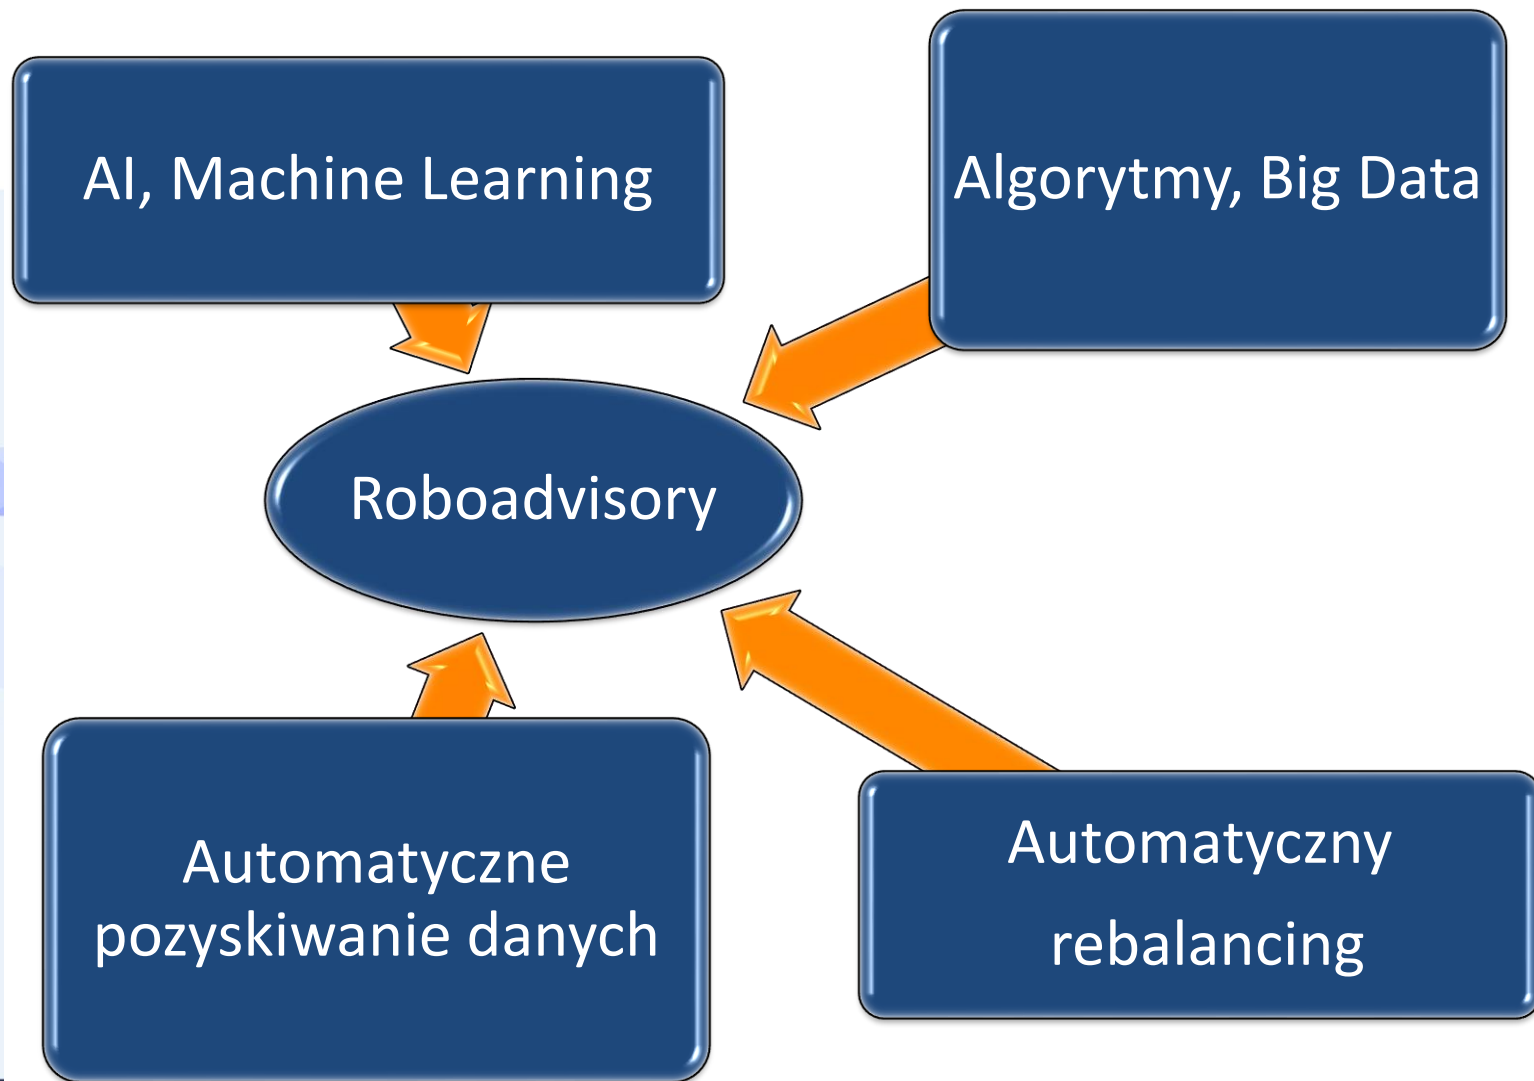 AI, Machine Learning
Algorytmy, Big Data
Roboadvisory
Automatyczne
pozyskiwanie danych
Automatyczny
rebalancing